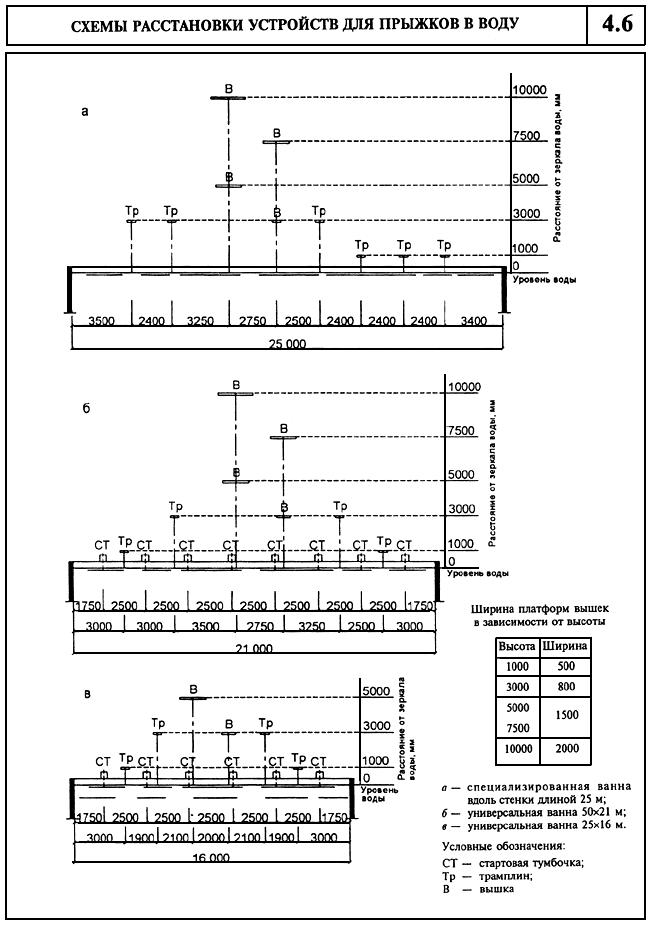 СХЕМЫ РАССТАНОВКИ УСТРОЙСТВ ДЛЯ ПРЫЖКОВ В ВОДУ
4.6
а
В
10000
В
7500
В
5000
Тр Тр В Тр
3000
Тр Тр Тр
1000
0
Уровень воды
Расстояние от зеркала воды, мм
3500 2400 3250 2750 2500 2400 2400 2400 3400
25 000
б
В
10000
В
7500
В
5000
Тр В Тр
3000
СТ Тр СТ СТ СТ СТ СТ Тр СТ
1000
0
Уровень воды
Расстояние от зеркала воды, мм
1750 2500 2500 2500 2500 2500 2500 2500 1750
3000 3000 3500 2750 3250 2500 3000
21 000
Ширина платформ вышек
в зависимости от высоты
Высота Ширина
1000 500
3000 800
5000
1500
7500
10000 2000
в
В
5000
Тр В Тр
3000
СТ Тр СТ СТ СТ Тр СТ
1000
0
Уровень
воды
Расстояние от зеркала
воды, мм
1750 2500 2500 2500 2500 2500 1750
3000 1900 2100 2000 2100 1900 3000
16 000
а — специализированная ванна
вдоль стенки длиной 25 м;
б — универсальная ванна 50×21 м;
в — универсальная ванна 25×16 м.
Условные обозначения:
СТ — стартовая тумбочка;
Тр — трамплин;
В — вышка